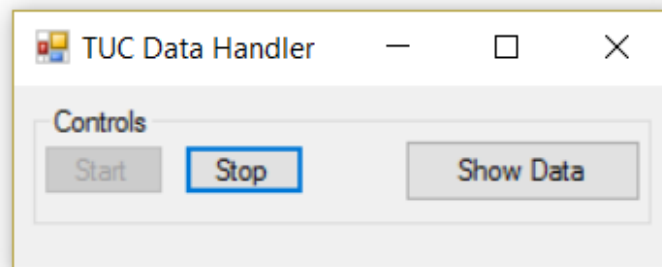 TUC Data Handler
Controls
Start Stop Show Data